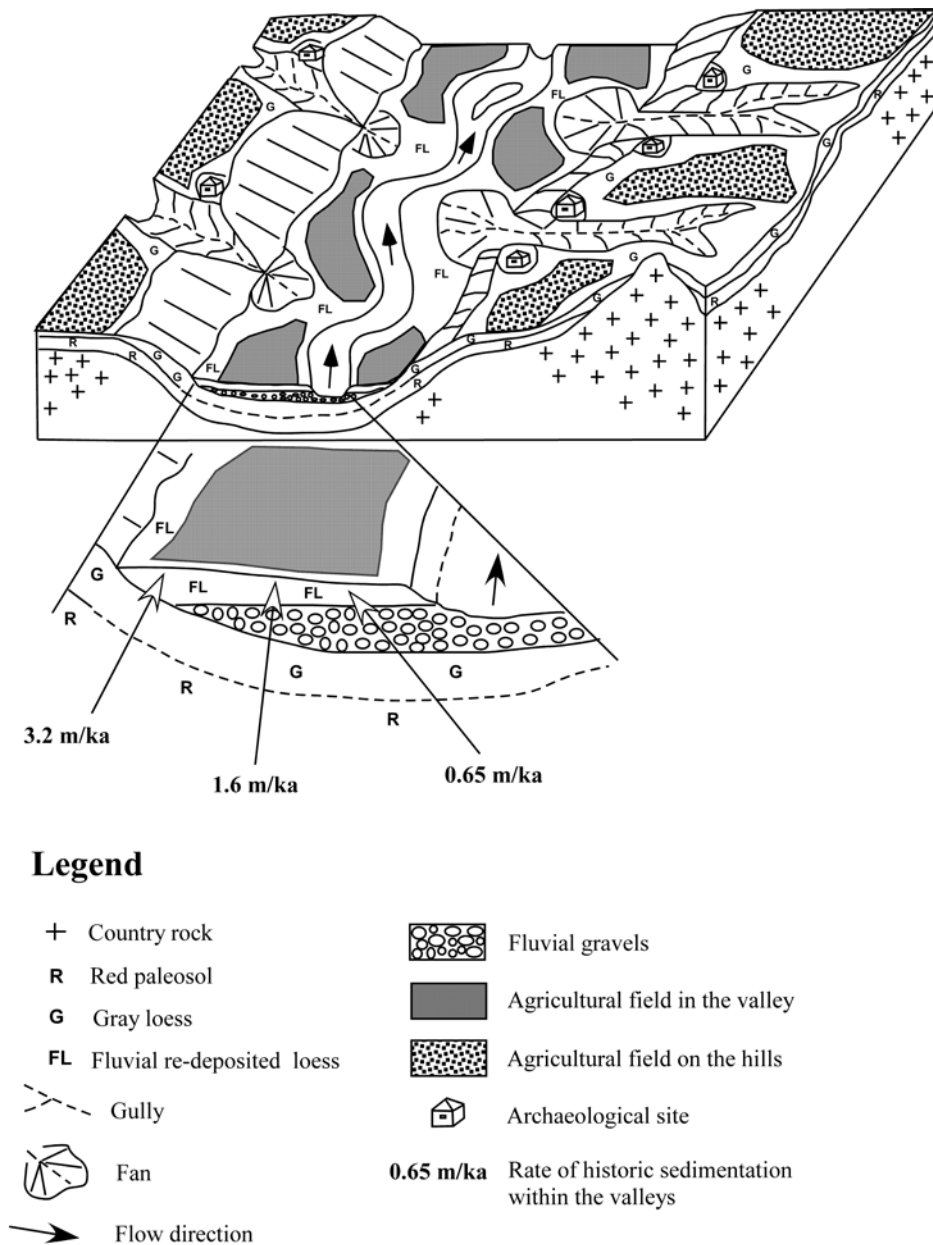 G
R
G
G
FL
G
FL
G
G
G
G
FL
FL
G
G
G
FL
R
R
G
R
G
FL
G
R
G
R
G
R
FL
G
FL
FL
R
G
G
R
R
3.2 m/ka
1.6 m/ka
0.65 m/ka
Legend
Country rock
R Red paleosol
G Gray loess
FL Fluvial re-deposited loess
Gully
Fan
Flow direction
Fluvial gravels
Agricultural field in the valley
Agricultural field on the hills
Archaeological site
0.65 m/ka Rate of historic sedimentation
within the valleys